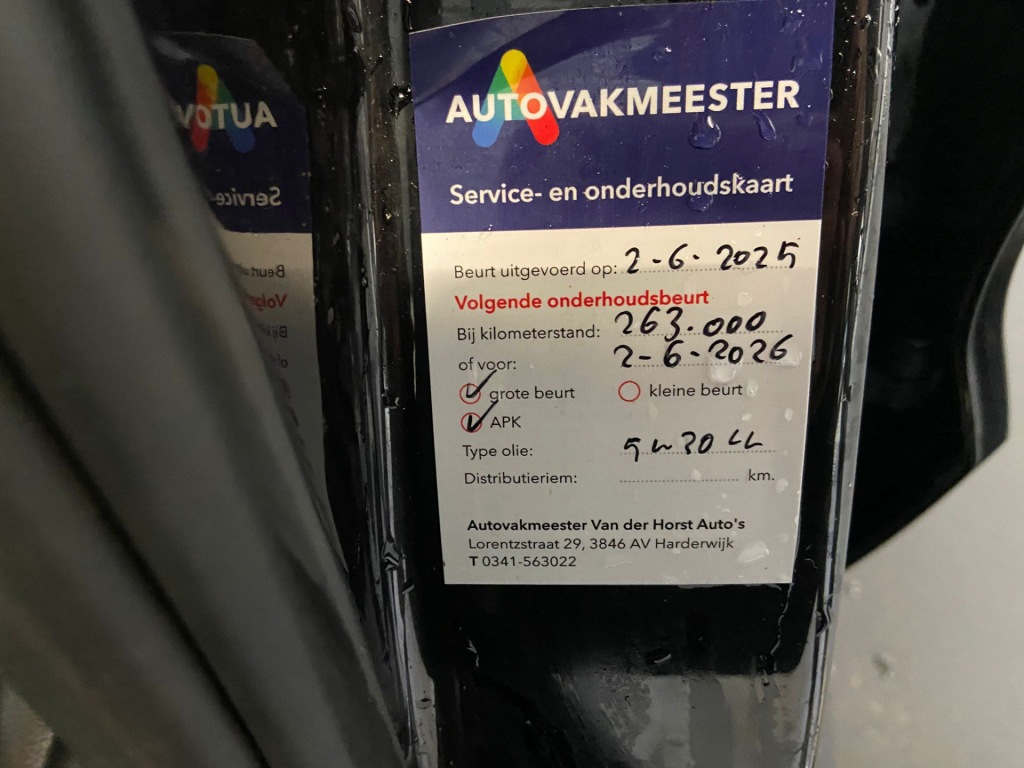 AUTOVAKMEESTER
Service- en onderhoudskaart
Beurt uitgevoerd op: 2-6-2025
Volgende onderhoudsbeurt
Bij kilometerstand: 263.000
of voor: 2-6-2026
grote beurt kleine beurt
APK
Type olie: 5w30 LL
Distributieriem: km.
Autovakmeester Van der Horst Auto's
Lorentzstraat 29, 3846 AV Harderwijk
T 0341-563022